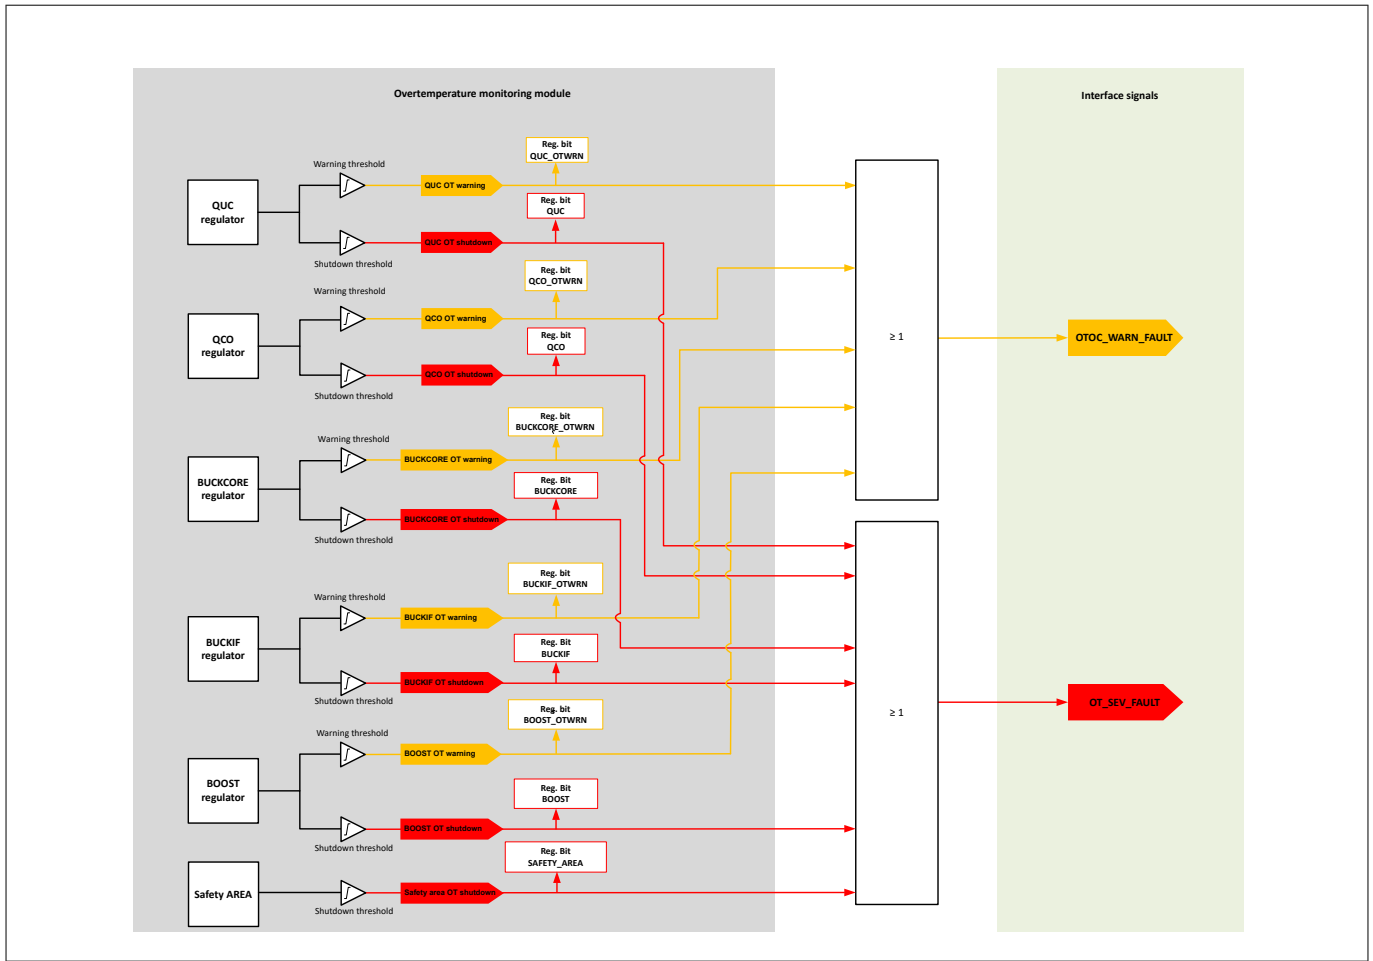 Overtemperature monitoring module
Interface signals
Reg. bit
QUC_OTWRN
Warning threshold
QUC OT warning
QUC
regulator
Reg. bit
QUC
QUC OT shutdown
Shutdown threshold
Reg. bit
QCO_OTWRN
Warning threshold
QCO OT warning
QCO
regulator
Reg. bit
QCO
QCO OT shutdown
Shutdown threshold
≥ 1
OTOC_WARN_FAULT
Reg. bit
BUCKCORE_OTWRN
Warning threshold
BUCKCORE OT warning
BUCKCORE
regulator
Reg. Bit
BUCKCORE
BUCKCORE OT shutdown
Shutdown threshold
Reg. bit
BUCKIF_OTWRN
Warning threshold
BUCKIF OT warning
BUCKIF
regulator
Reg. Bit
BUCKIF
BUCKIF OT shutdown
Shutdown threshold
≥ 1
OT_SEV_FAULT
Reg. bit
BOOST_OTWRN
Warning threshold
BOOST OT warning
BOOST
regulator
Reg. Bit
BOOST
BOOST OT shutdown
Shutdown threshold
Reg. Bit
SAFETY_AREA
Safety AREA
Safety area OT shutdown
Shutdown threshold